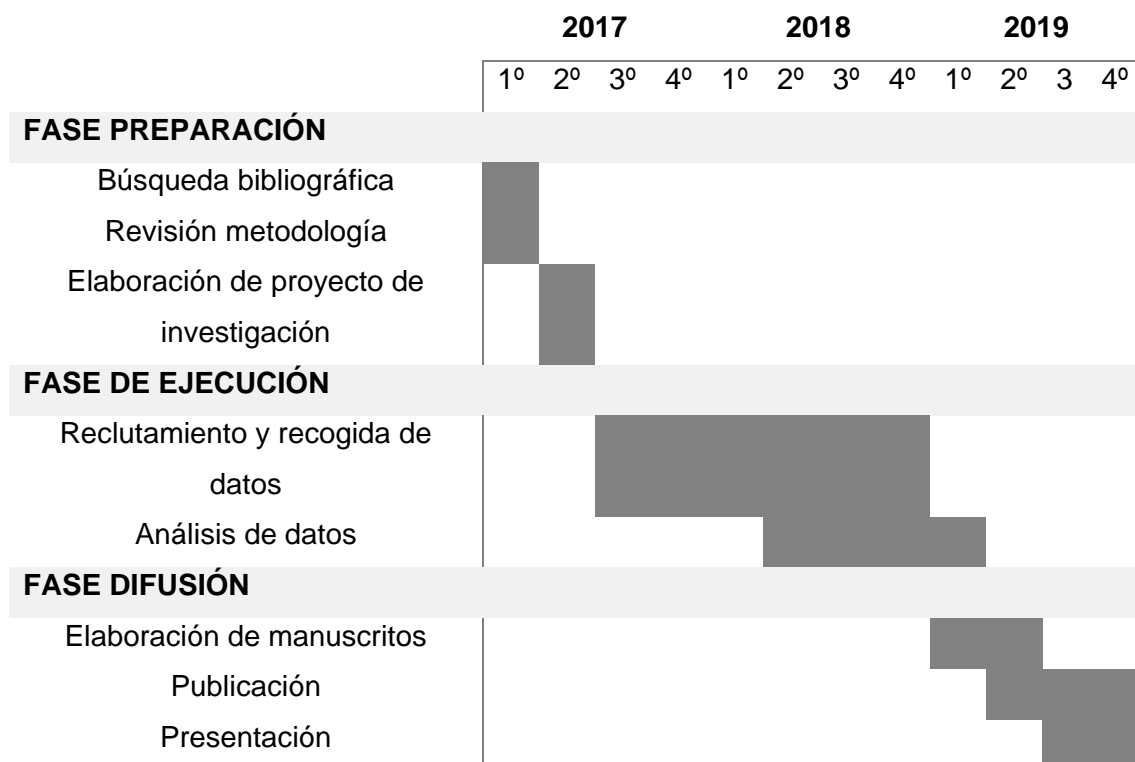 2017 2018 2019
1º 2º 3º 4º 1º 2º 3º 4º 1º 2º 3 4º
FASE PREPARACIÓN
Búsqueda bibliográfica
Revisión metodología
Elaboración de proyecto de
investigación
FASE DE EJECUCIÓN
Reclutamiento y recogida de
datos
Análisis de datos
FASE DIFUSIÓN
Elaboración de manuscritos
Publicación
Presentación